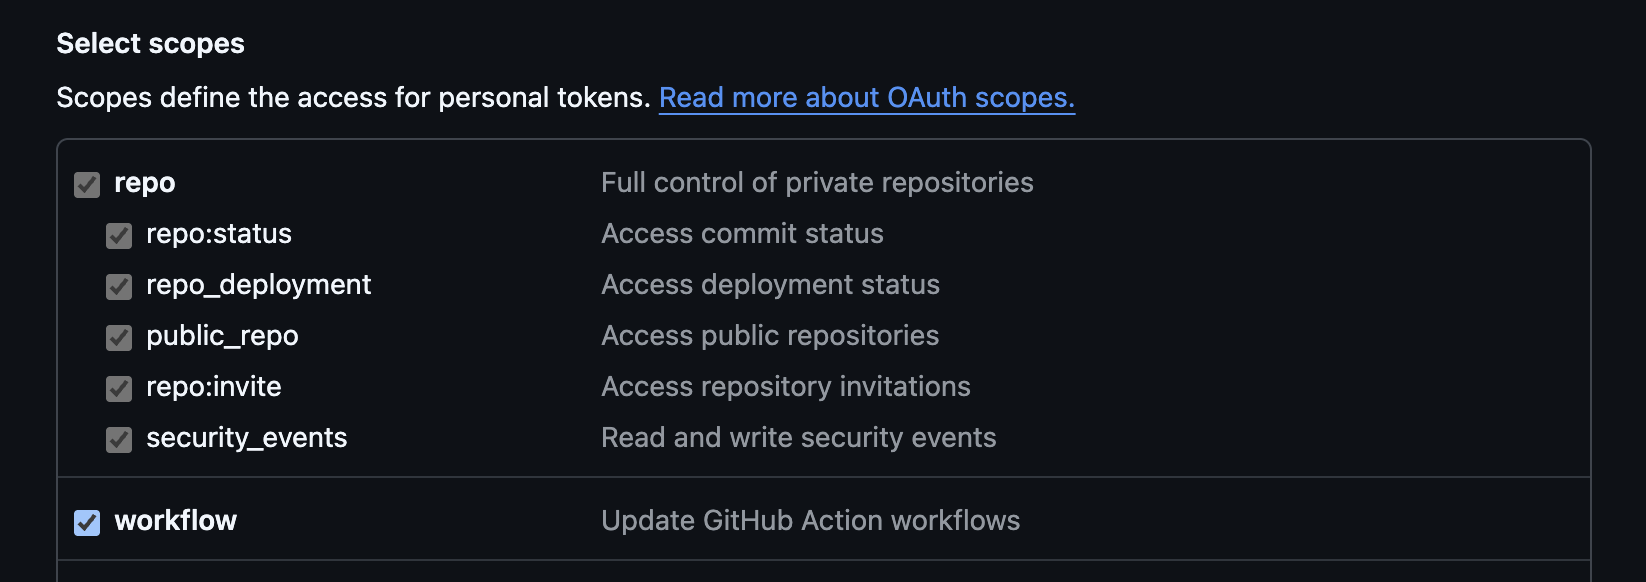 Select scopes
Scopes define the access for personal tokens. Read more about OAuth scopes.
repo Full control of private repositories
repo:status Access commit status
repo_deployment Access deployment status
public_repo Access public repositories
repo:invite Access repository invitations
security_events Read and write security events
workflow Update GitHub Action workflows